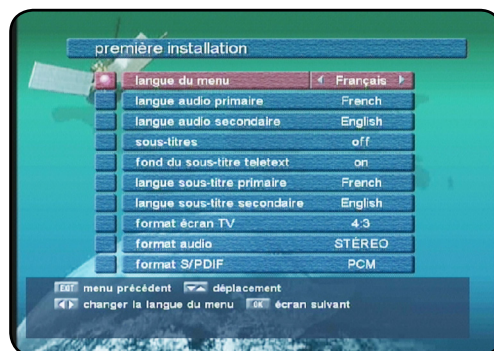 première installation
langue du menu Français
langue audio primaire French
langue audio secondaire English
sous-titres off
fond du sous-titre teletext on
langue sous-titre primaire French
langue sous-titre secondaire English
format écran TV 4:3
format audio STÉREO
format S/PDIF PCM
EXIT menu précédent déplacement
changer la langue du menu OK écran suivant